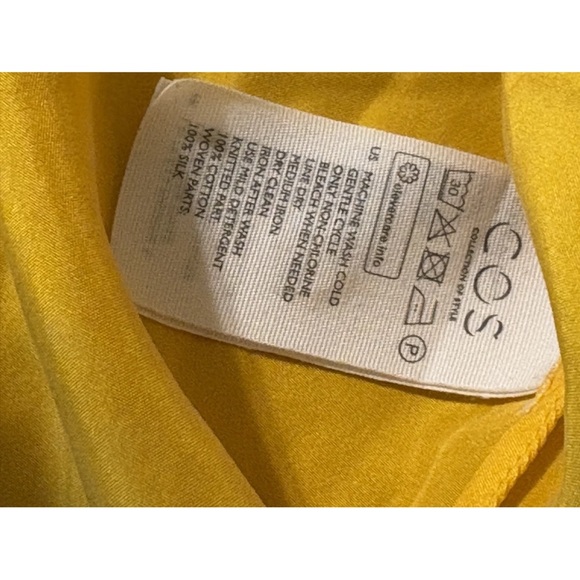 COS
COLLECTION OF STYLE
30
P
clevercare.info
US
MACHINE WASH COLD
GENTLE CYCLE
ONLY NON-CHLORINE
BLEACH WHEN NEEDED
LINE DRY
MEDIUM IRON
DRY CLEAN
IRON AFTER WASH
USE MILD DETERGENT
KNITTED PART:
100% COTTON
WOVEN PARTS:
100% SILK